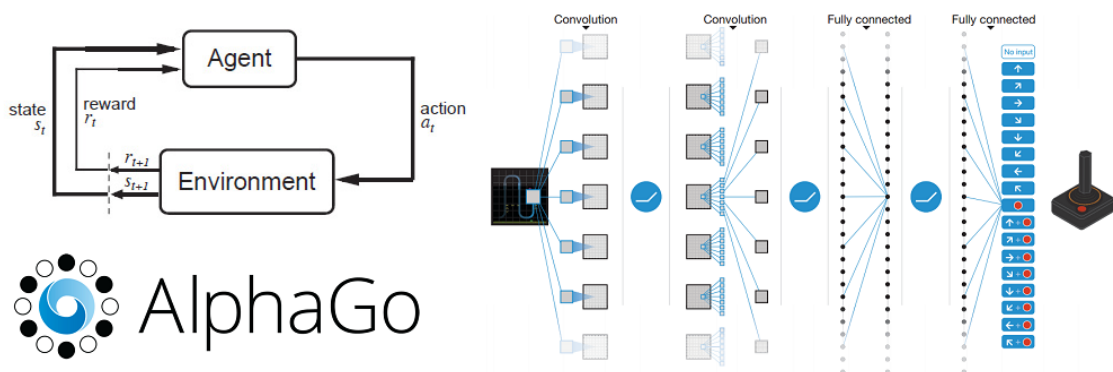 Agent
state
s_t
reward
r_t
action
a_t
r_{t+1}
s_{t+1}
Environment
AlphaGo
Convolution
Convolution
Fully connected
Fully connected
No input
↑
↗
→
↘
↓
↙
←
↖
↑+
↗+
→+
↘+
↓+
↙+
←+
↖+